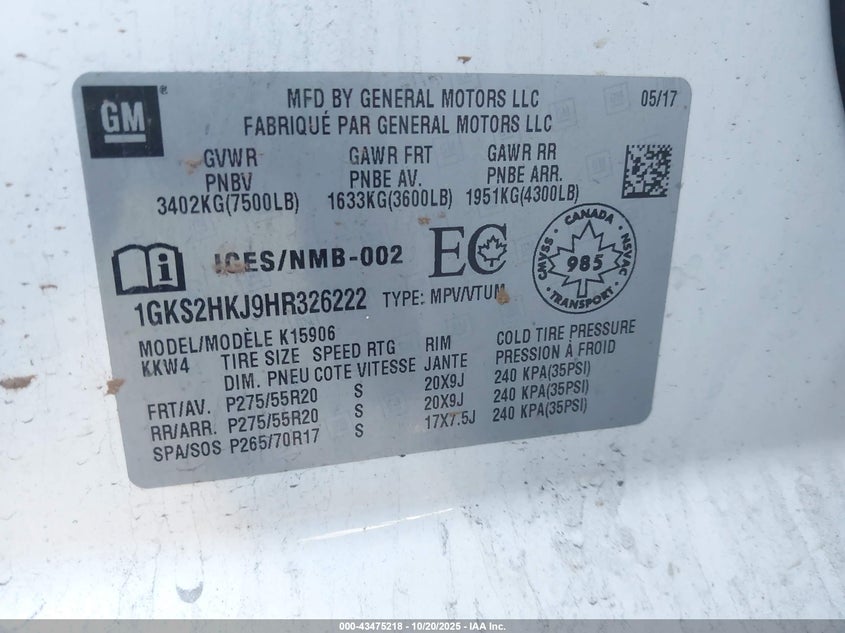 GM ®
MFD BY GENERAL MOTORS LLC 05/17
FABRIQUÉ PAR GENERAL MOTORS LLC
GVWR GAWR FRT GAWR RR
PNBV PNBE AV. PNBE ARR.
3402KG(7500LB) 1633KG(3600LB) 1951KG(4300LB)
i ICES/NMB-002 EC
CANADA
CMVSS 985 NSVAC
TRANSPORT
1GKS2HKJ9HR326222 TYPE: MPV/VTUM
MODEL/MODÈLE K15906
KKW4 TIRE SIZE SPEED RTG RIM COLD TIRE PRESSURE
DIM. PNEU COTE VITESSE JANTE PRESSION À FROID
FRT/AV. P275/55R20 S 20X9J 240 KPA(35PSI)
RR/ARR. P275/55R20 S 20X9J 240 KPA(35PSI)
SPA/SOS P265/70R17 S 17X7.5J 240 KPA(35PSI)
000-43475218 - 10/20/2025 - IAA, Inc.